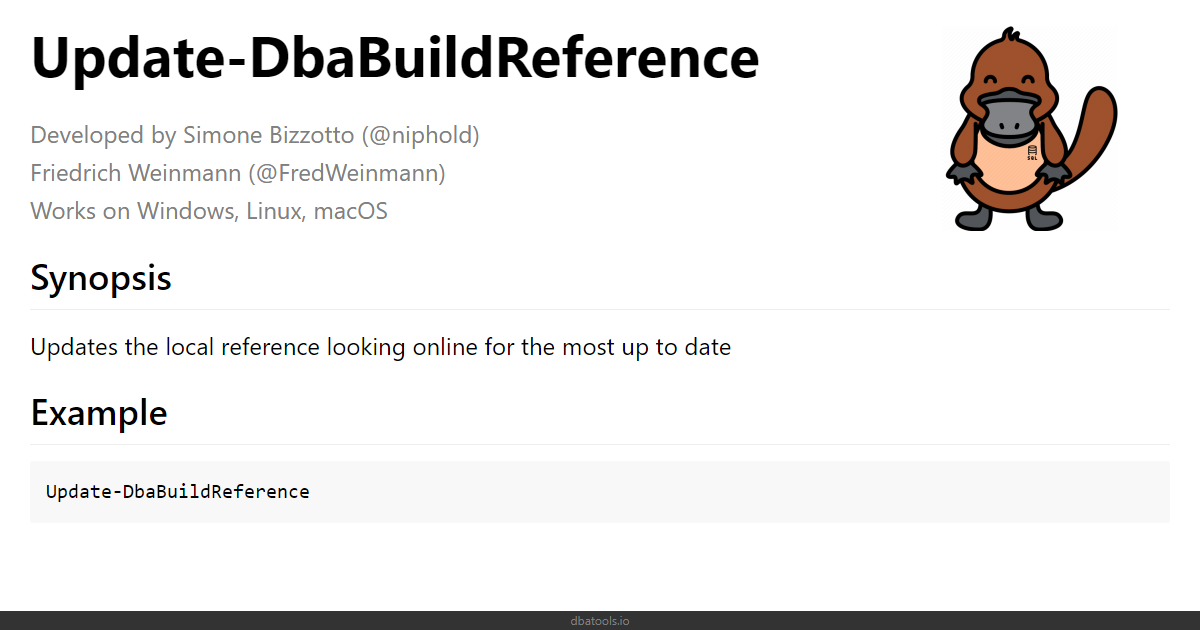 Update-DbaBuildReference
Developed by Simone Bizzotto (@niphold)
Friedrich Weinmann (@FredWeinmann)
Works on Windows, Linux, macOS
SQL
Synopsis
Updates the local reference looking online for the most up to date
Example
Update-DbaBuildReference
dbatools.io